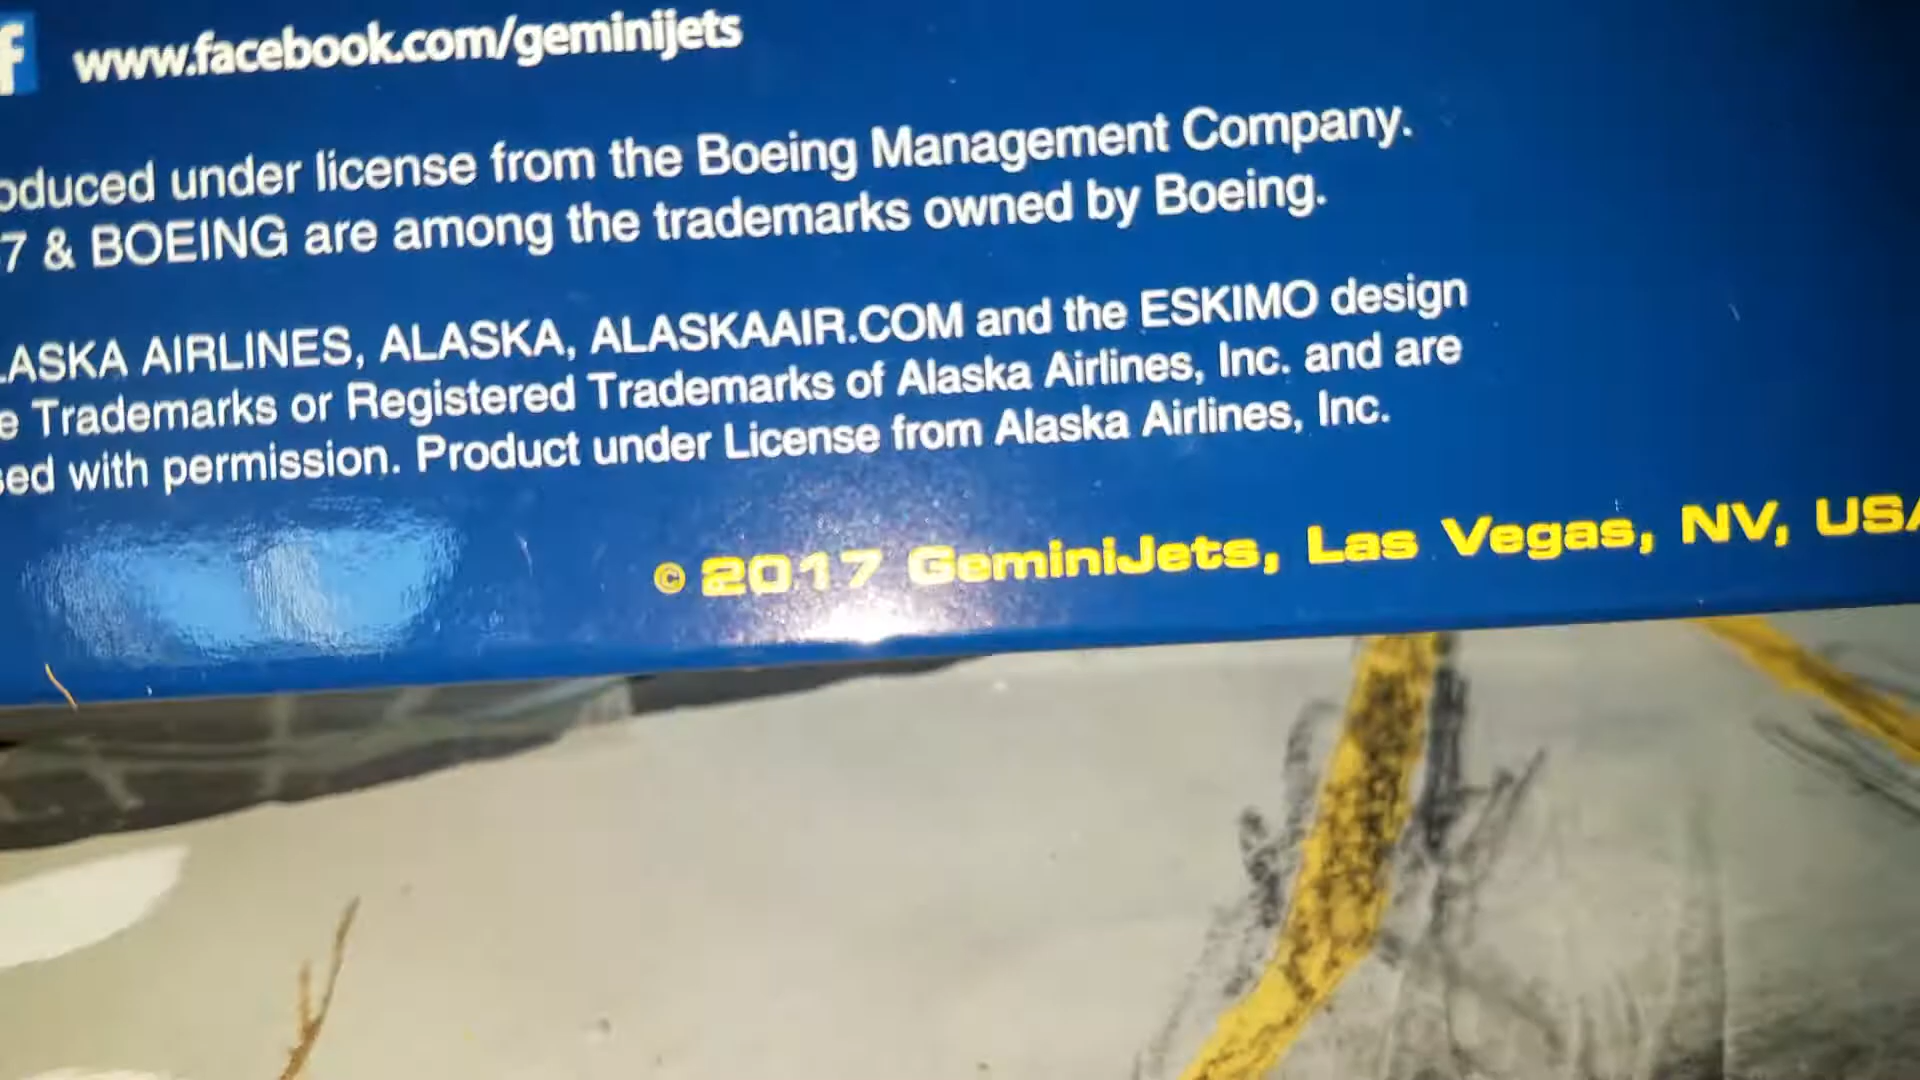 f www.facebook.com/geminijets
oduced under license from the Boeing Management Company.
7 & BOEING are among the trademarks owned by Boeing.
LASKA AIRLINES, ALASKA, ALASKAAIR.COM and the ESKIMO design
e Trademarks or Registered Trademarks of Alaska Airlines, Inc. and are
sed with permission. Product under License from Alaska Airlines, Inc.
© 2017 GeminiJets, Las Vegas, NV, USA